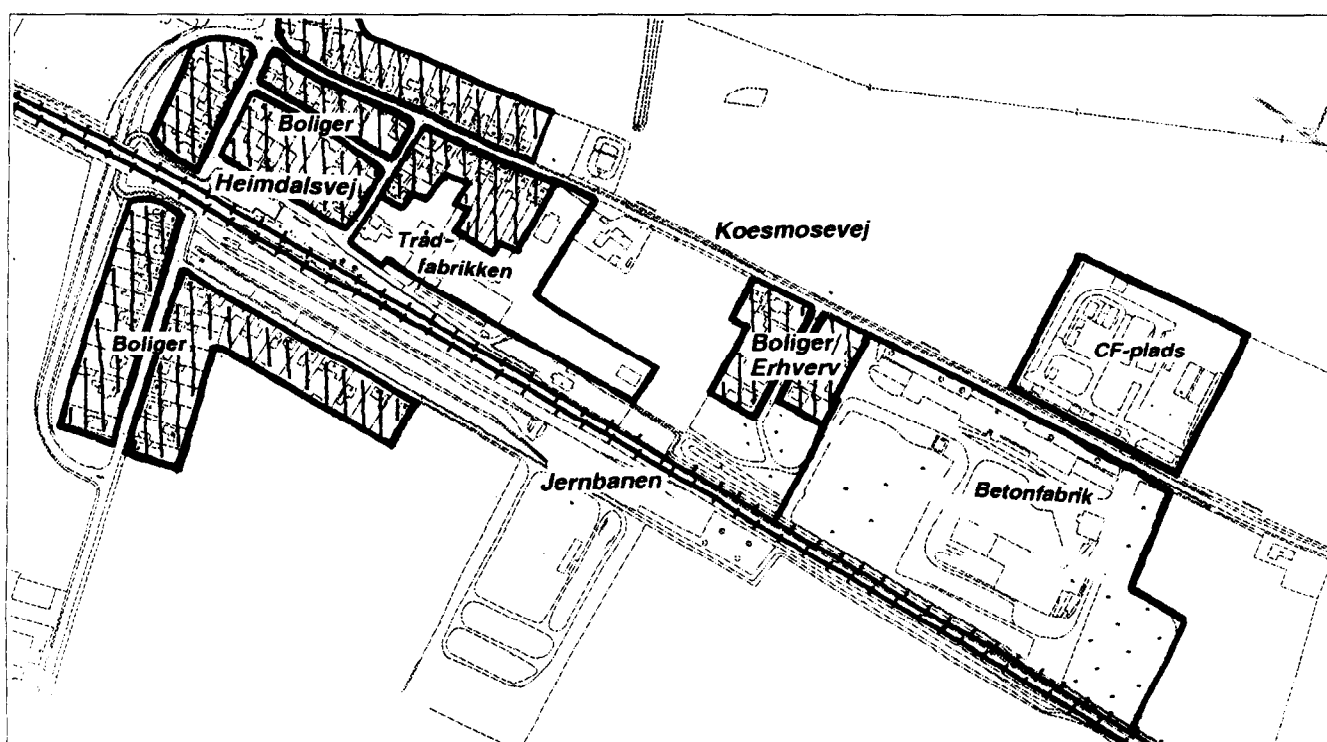 Boliger
Heimdalsvej
Koesmosevej
Tråd-
fabrikken
Boliger
Boliger/
Erhverv
CF-plads
Jernbanen
Betonfabrik